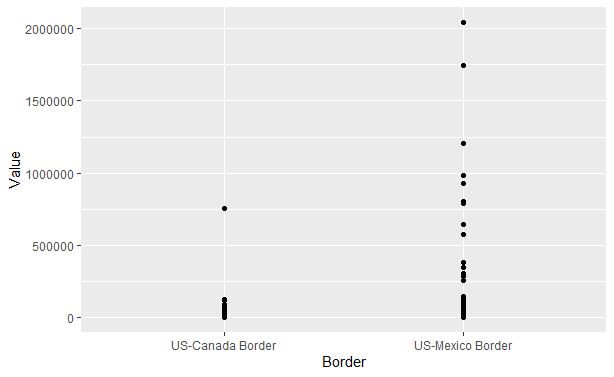 2000000
1500000
1000000
500000
0
Value
US-Canada Border
US-Mexico Border
Border